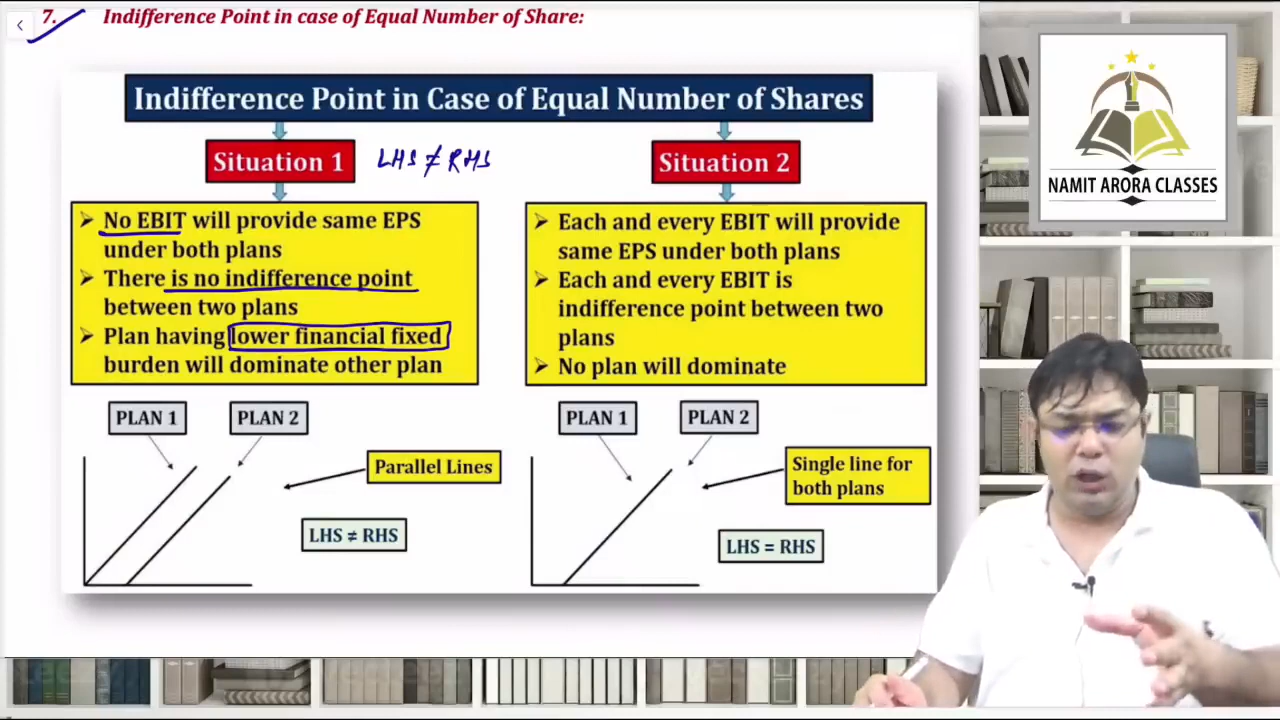 7. Indifference Point in case of Equal Number of Share:
Indifference Point in Case of Equal Number of Shares
Situation 1
LHS ≠ RHS
➢ No EBIT will provide same EPS
under both plans
➢ There is no indifference point
between two plans
➢ Plan having lower financial fixed
burden will dominate other plan
PLAN 1
PLAN 2
Parallel Lines
LHS ≠ RHS
Situation 2
➢ Each and every EBIT will provide
same EPS under both plans
➢ Each and every EBIT is
indifference point between two
plans
➢ No plan will dominate
PLAN 1
PLAN 2
Single line for
both plans
LHS = RHS
NAMIT ARORA CLASSES